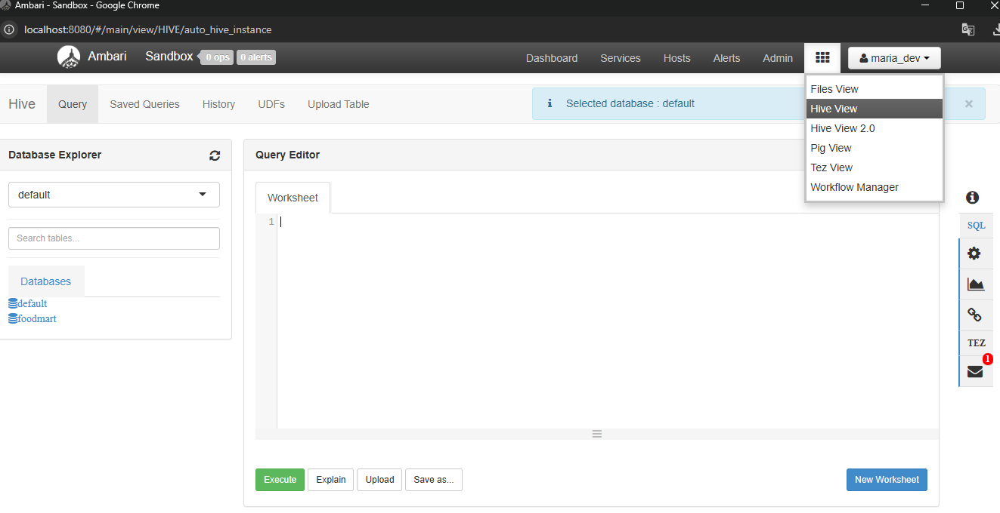 Ambari - Sandbox - Google Chrome
localhost:8080/#/main/view/HIVE/auto_hive_instance
Ambari Sandbox 0 ops 0 alerts Dashboard Services Hosts Alerts Admin maria_dev
Files View
Hive View
Hive View 2.0
Pig View
Tez View
Workflow Manager
Hive Query Saved Queries History UDFs Upload Table
Selected database : default
Database Explorer
default
Search tables...
Databases
default
foodmart
Query Editor
Worksheet
1
Execute Explain Upload Save as... New Worksheet
SQL
TEZ
1